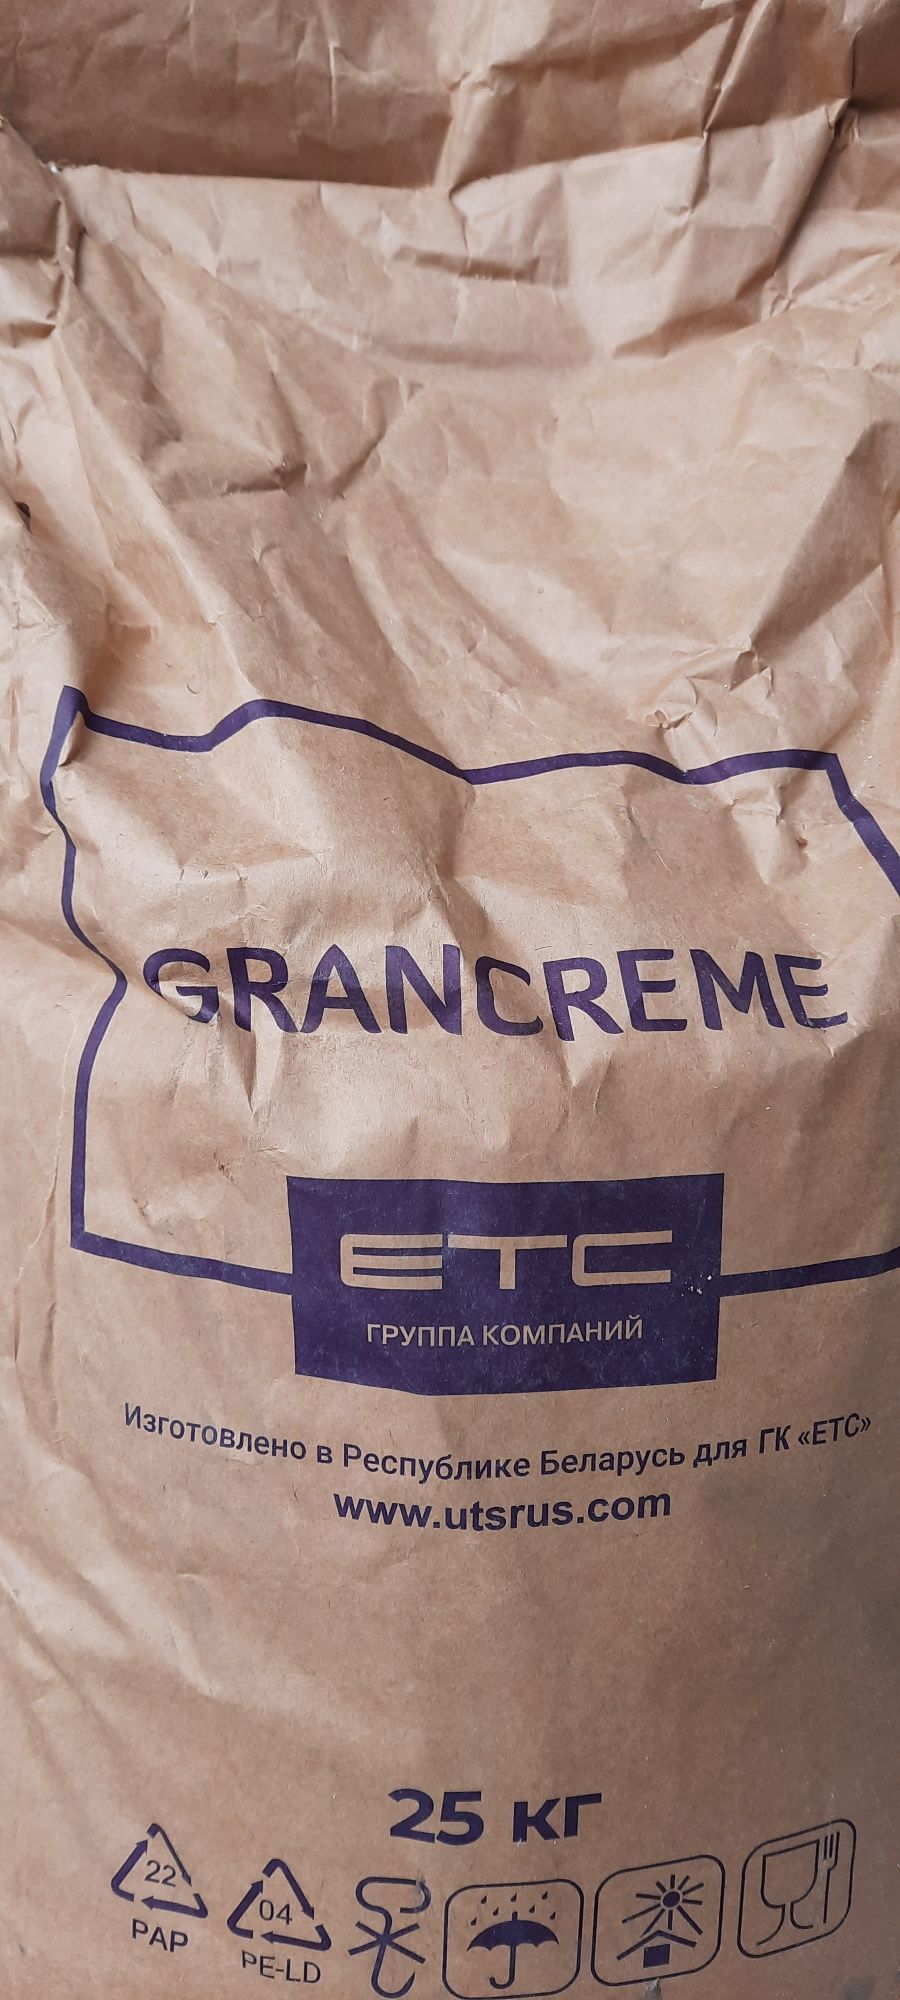 GRANCREME
ETC
ГРУППА КОМПАНИЙ
Изготовлено в Республике Беларусь для ГК «ЕТС»
www.utsrus.com
25 кг
22
PAP
04
PE-LD